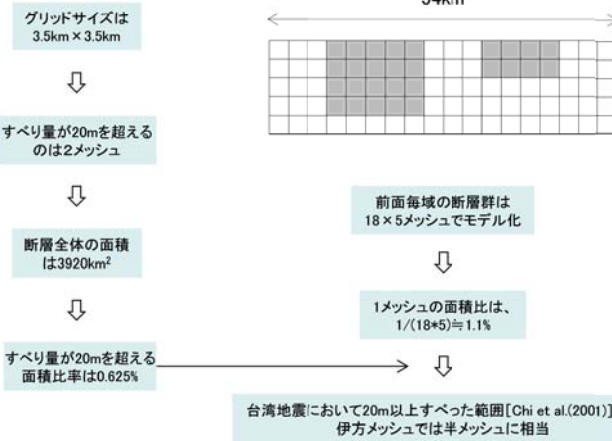 グリッドサイズは
3.5km×3.5km
すべり量が20mを超える
のは2メッシュ
断層全体の面積
は3920km²
すべり量が20mを超える
面積比率は0.625%
54km
前面毎域の断層群は
18×5メッシュでモデル化
1メッシュの面積比は、
1/(18*5)≒1.1%
台湾地震において20m以上すべった範囲[Chi et al.(2001)]
伊方メッシュでは半メッシュに相当